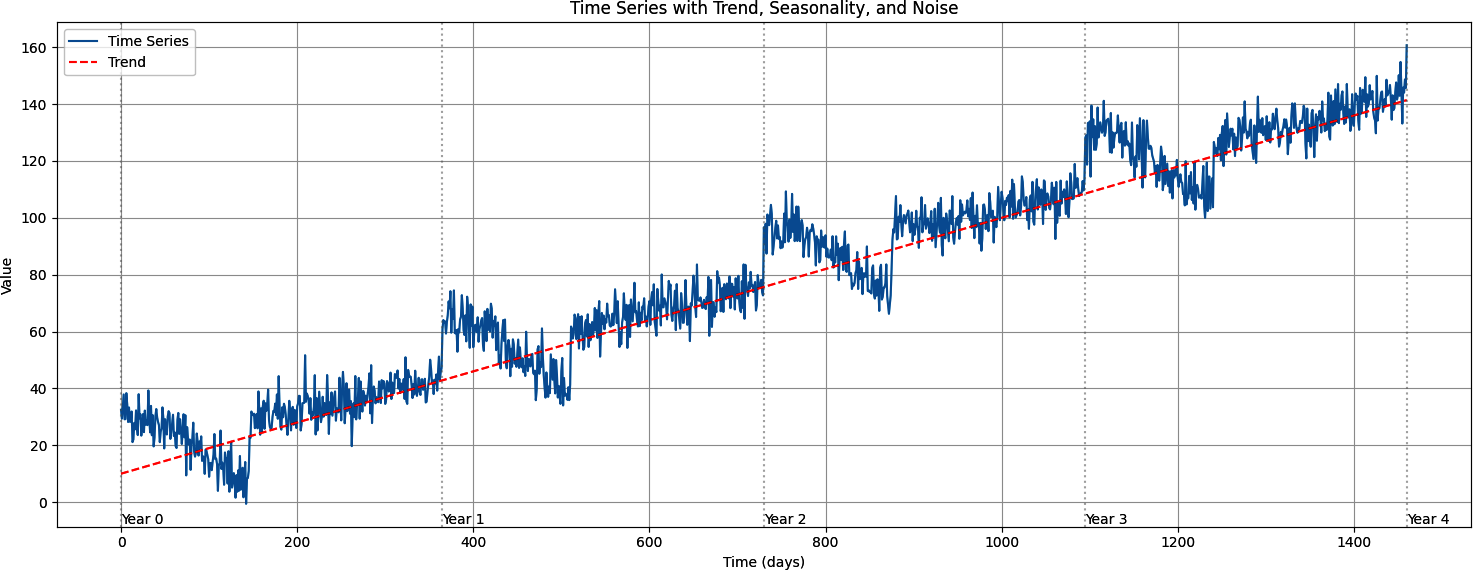 Time Series with Trend, Seasonality, and Noise
Time Series
Trend
Value
160
140
120
100
80
60
40
20
0
Year 0
Year 1
Year 2
Year 3
Year 4
0
200
400
600
800
1000
1200
1400
Time (days)